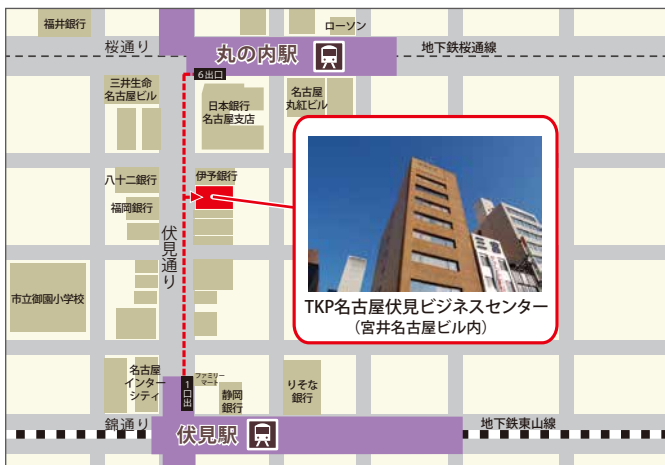 福井銀行
ローソン
桜通り
丸の内駅
地下鉄桜通線
6出口
三井生命
名古屋ビル
日本銀行
名古屋支店
名古屋
丸紅ビル
八十二銀行
伊予銀行
福岡銀行
伏見通り
三富
TKP名古屋伏見ビジネスセンター
(宮井名古屋ビル内)
市立御園小学校
名古屋
インター
シティ
ファミリー
マート
1出口
静岡
銀行
りそな
銀行
錦通り
伏見駅
地下鉄東山線